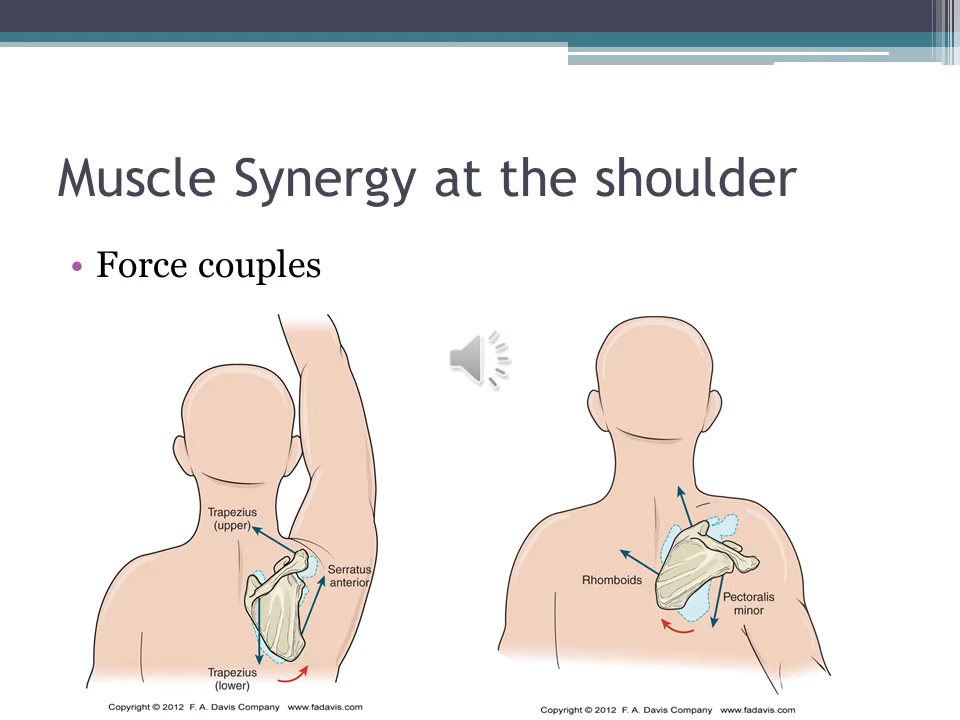 Muscle Synergy at the shoulder
• Force couples
Trapezius
(upper)
Serratus
anterior
Trapezius
(lower)
Copyright © 2012 F. A. Davis Company www.fadavis.com
Rhomboids
Pectoralis
minor
Copyright © 2012 F. A. Davis Company www.fadavis.com